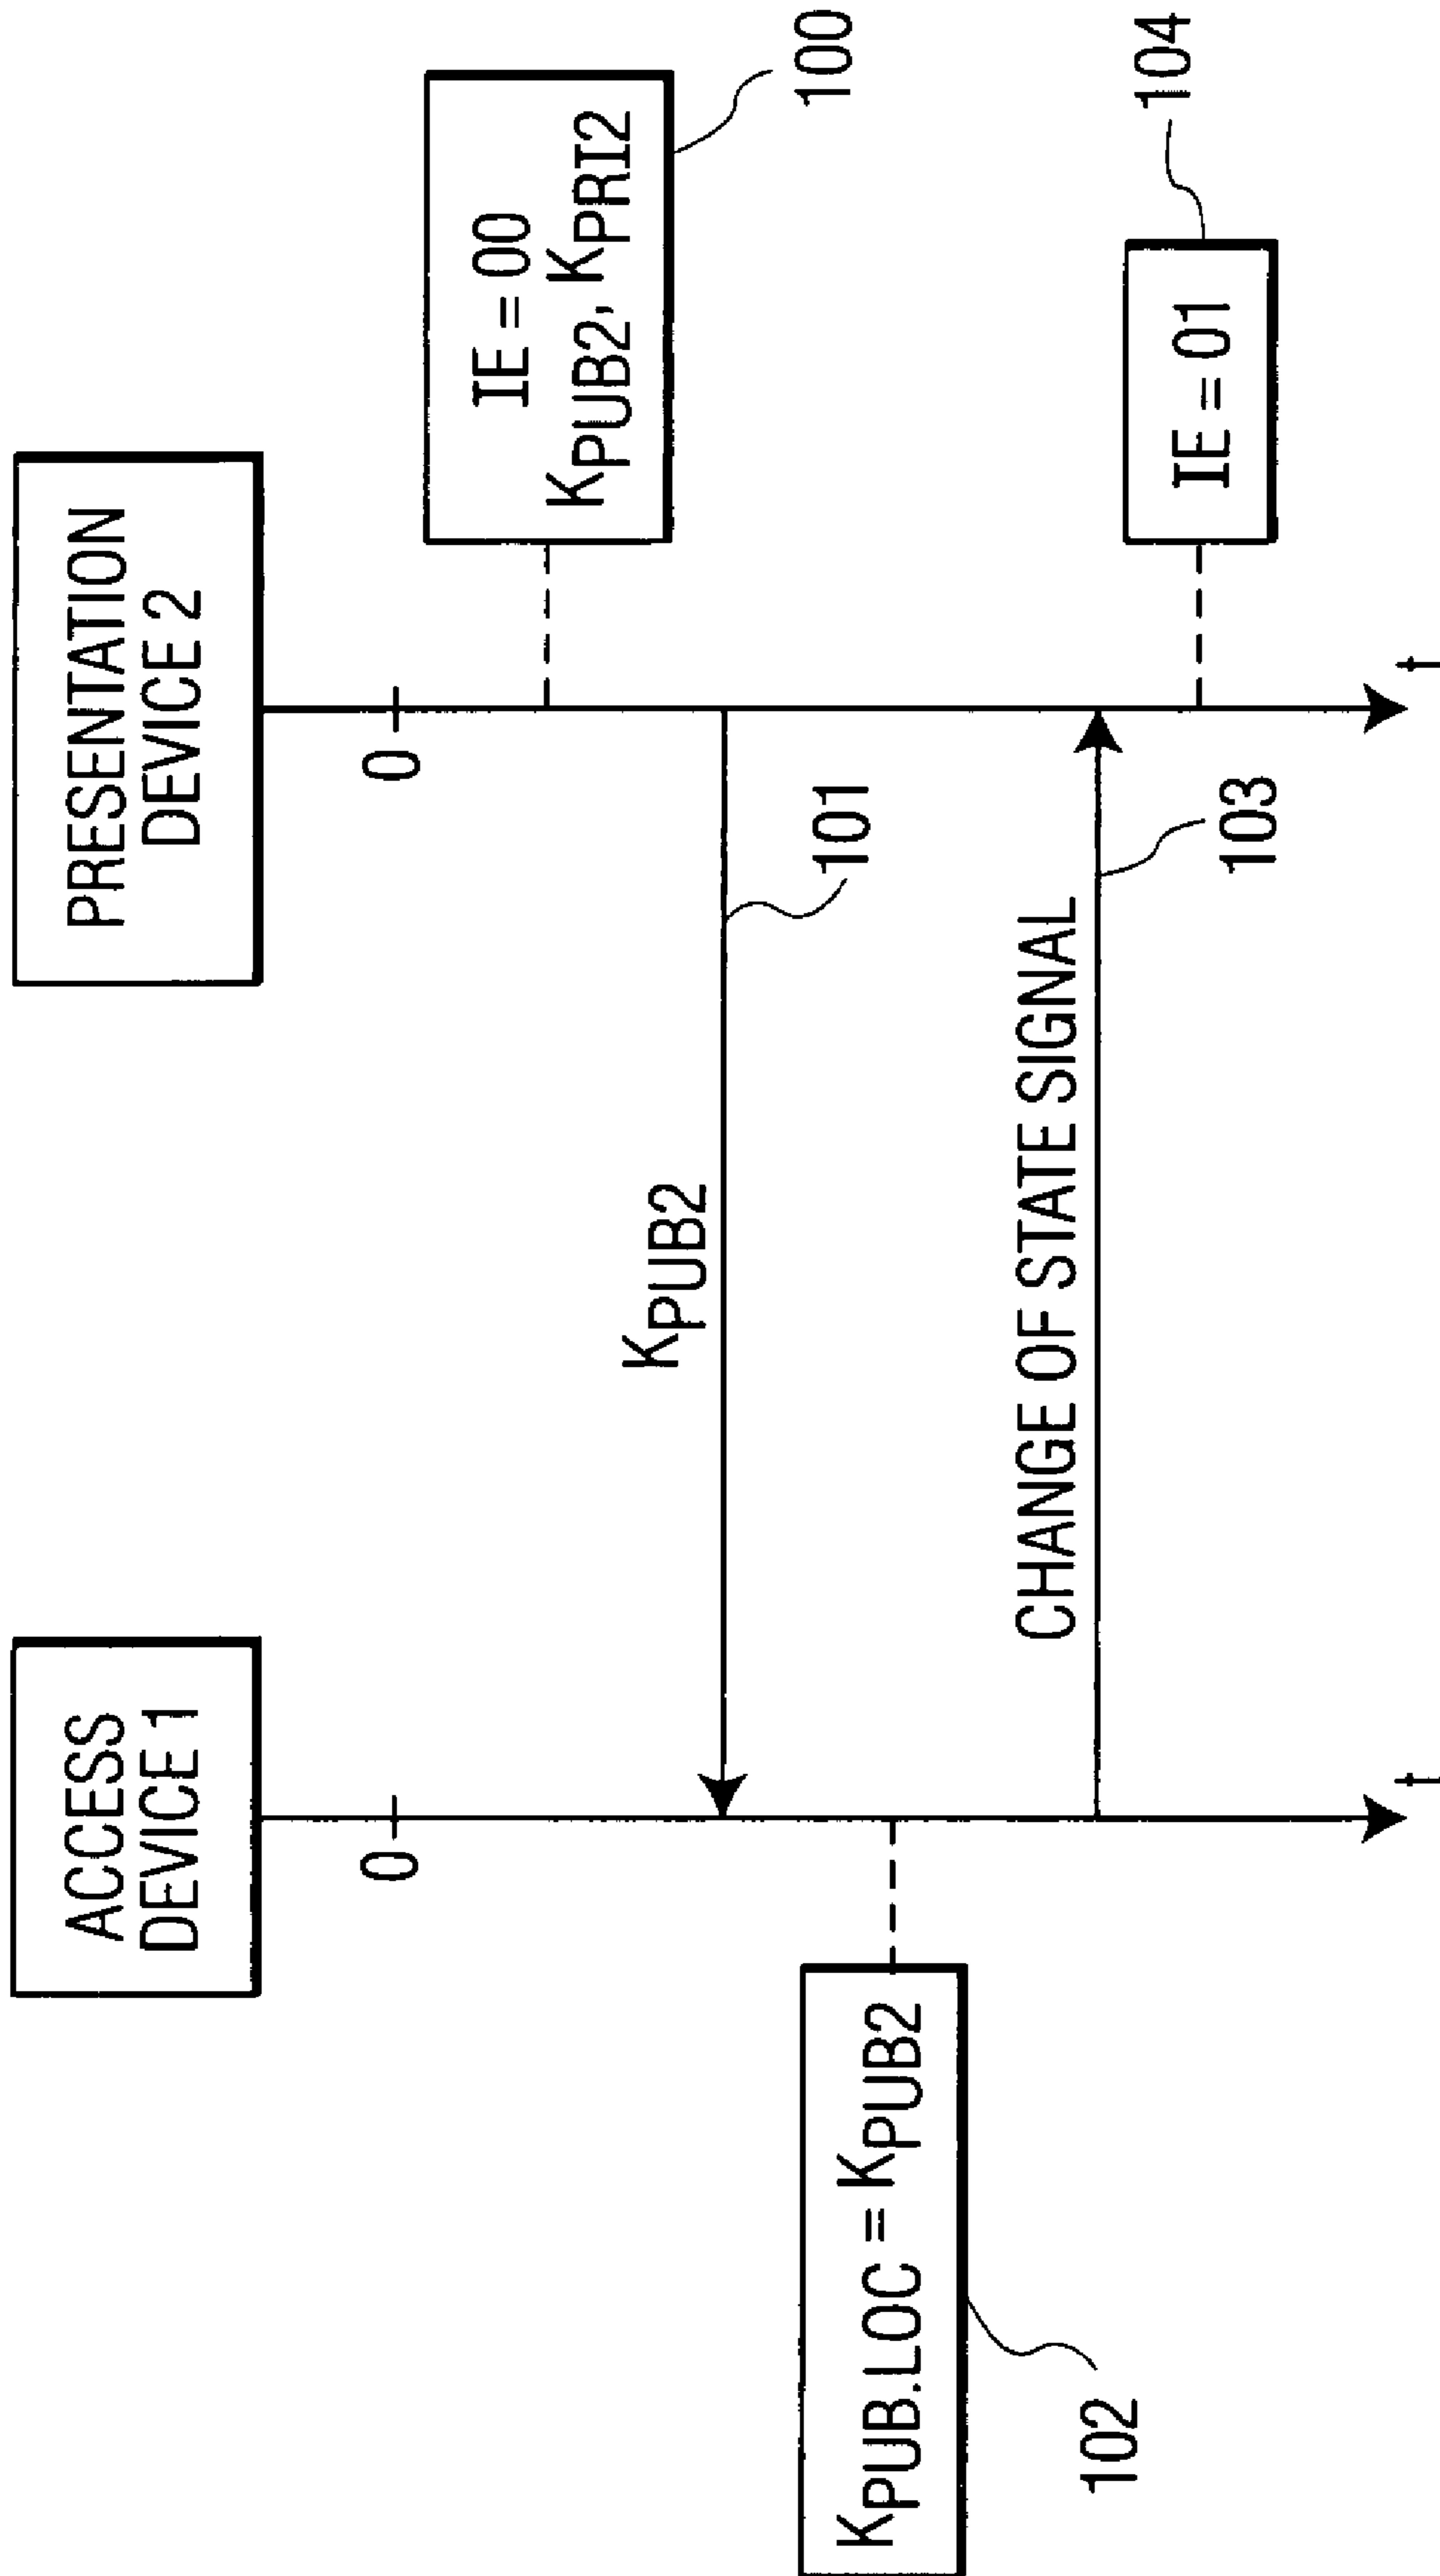 ACCESS
DEVICE 1
PRESENTATION
DEVICE 2
0
0
IE = 00
KPUB2, KPRI2
100
KPUB2
101
KPUB.LOC = KPUB2
102
CHANGE OF STATE SIGNAL
103
IE = 01
104
t
t